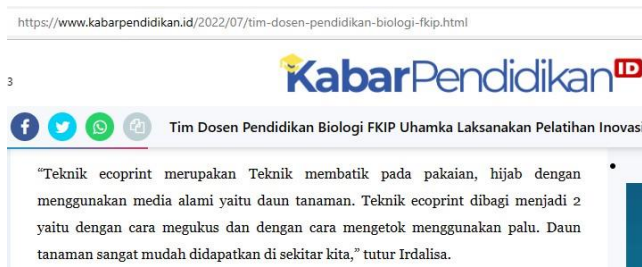 https://www.kabarpendidikan.id/2022/07/tim-dosen-pendidikan-biologi-fkip.html
3
KabarPendidikan ID
Tim Dosen Pendidikan Biologi FKIP Uhamka Laksanakan Pelatihan Inovasi
“Teknik ecoprint merupakan Teknik membatik pada pakaian, hijab dengan
menggunakan media alami yaitu daun tanaman. Teknik ecoprint dibagi menjadi 2
yaitu dengan cara megukus dan dengan cara mengetok menggunakan palu. Daun
tanaman sangat mudah didapatkan di sekitar kita,” tutur Irdalisa.